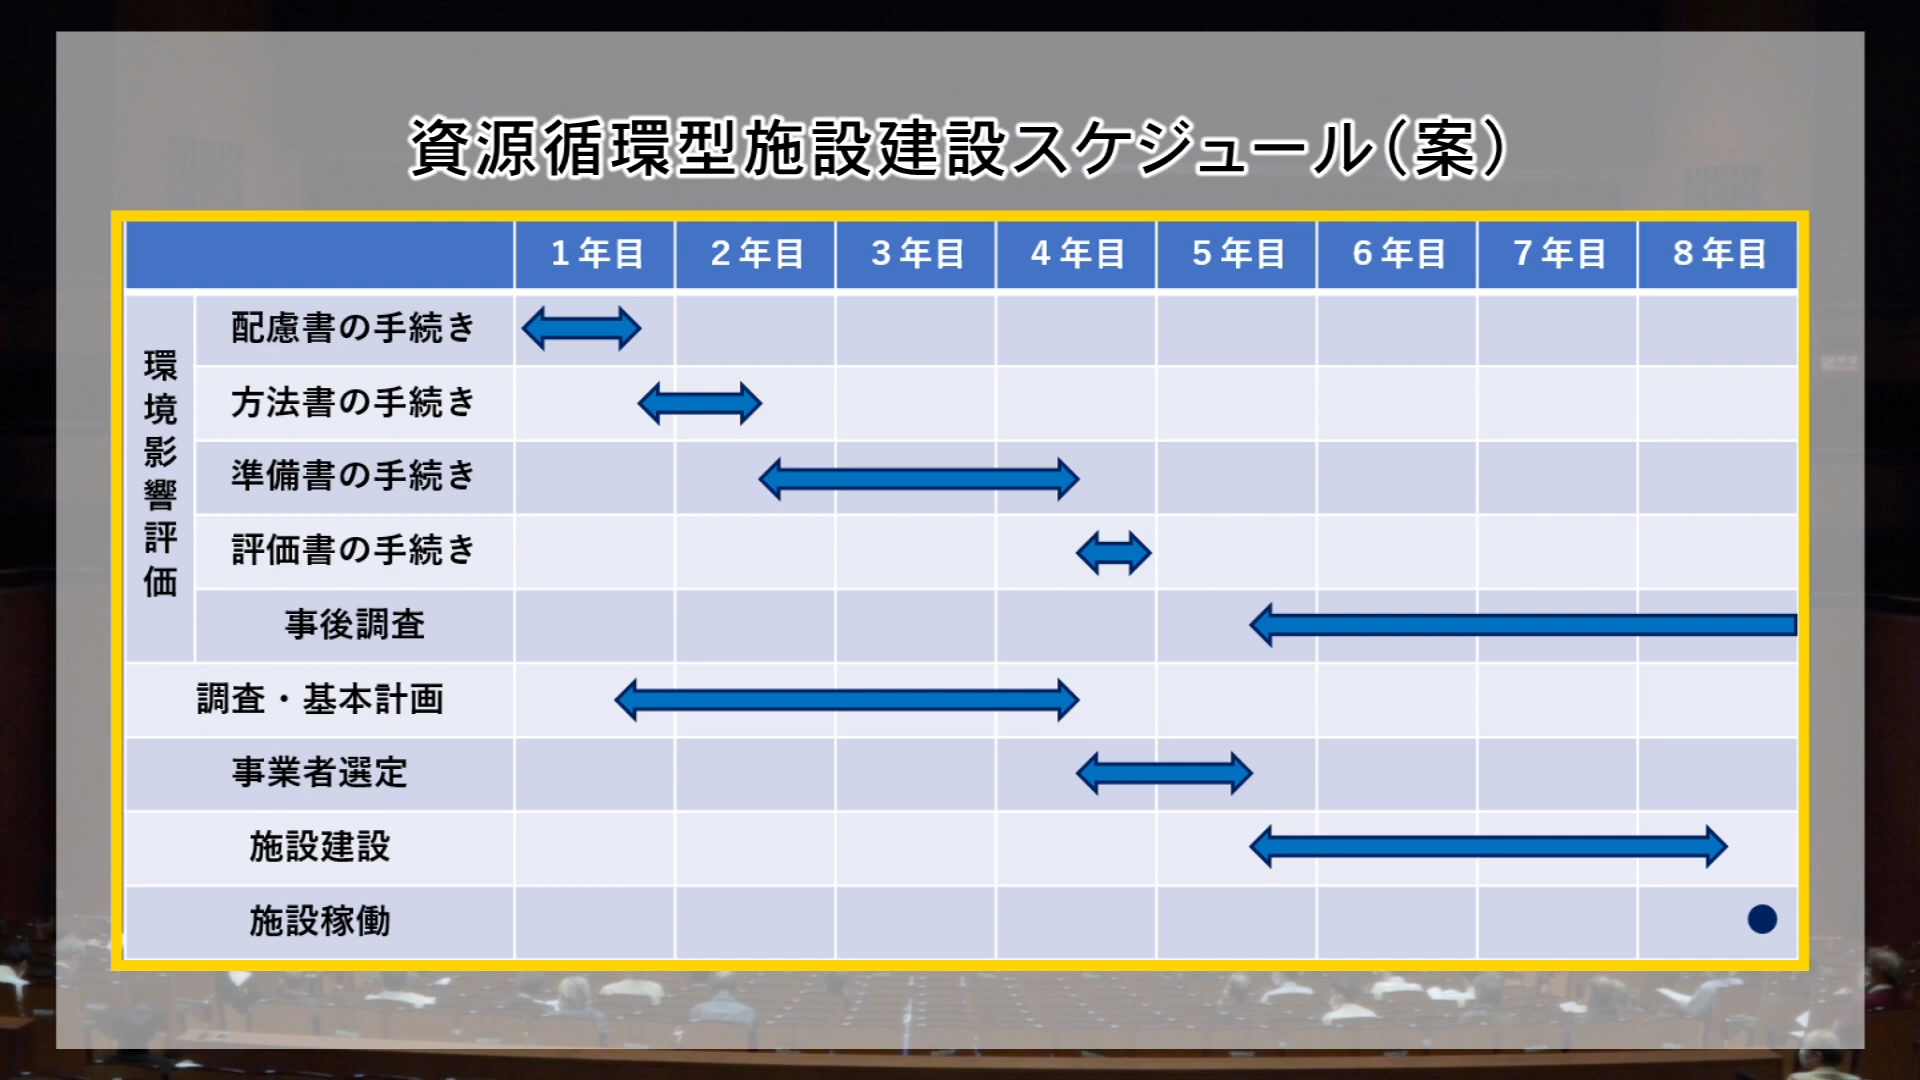 資源循環型施設建設スケジュール（案）
1年目 2年目 3年目 4年目 5年目 6年目 7年目 8年目
環境影響評価
配慮書の手続き
方法書の手続き
準備書の手続き
評価書の手続き
事後調査
調査・基本計画
事業者選定
施設建設
施設稼働